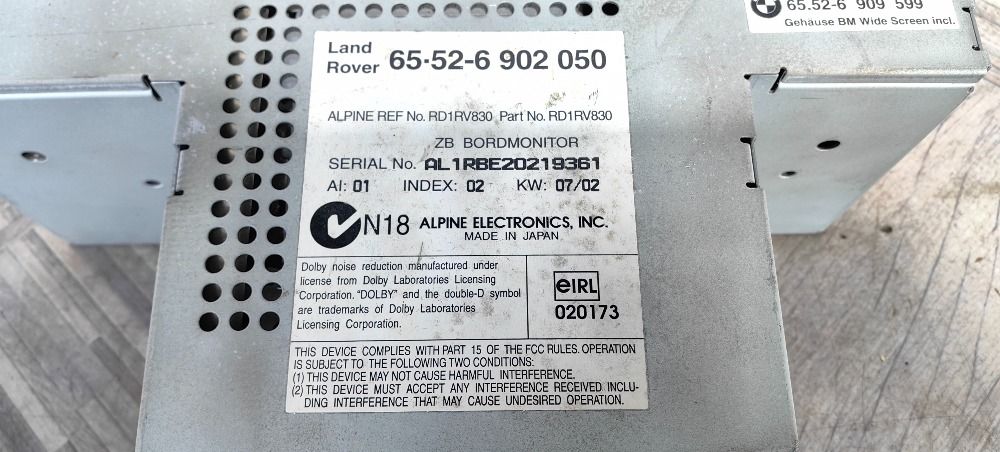 65.52-6 909 599
Gehause BM Wide Screen incl.
Land Rover 65·52-6 902 050
ALPINE REF No. RD1RV830 Part No. RD1RV830
ZB BORDMONITOR
SERIAL No. AL1RBE20219361
AI: 01 INDEX: 02 KW: 07/02
N18 ALPINE ELECTRONICS, INC.
MADE IN JAPAN
Dolby noise reduction manufactured under
license from Dolby Laboratories Licensing
Corporation. "DOLBY" and the double-D symbol
are trademarks of Dolby Laboratories
Licensing Corporation.
eIRL
020173
THIS DEVICE COMPLIES WITH PART 15 OF THE FCC RULES. OPERATION
IS SUBJECT TO THE FOLLOWING TWO CONDITIONS:
(1) THIS DEVICE MAY NOT CAUSE HARMFUL INTERFERENCE.
(2) THIS DEVICE MUST ACCEPT ANY INTERFERENCE RECEIVED INCLU-
DING INTERFERENCE THAT MAY CAUSE UNDESIRED OPERATION.